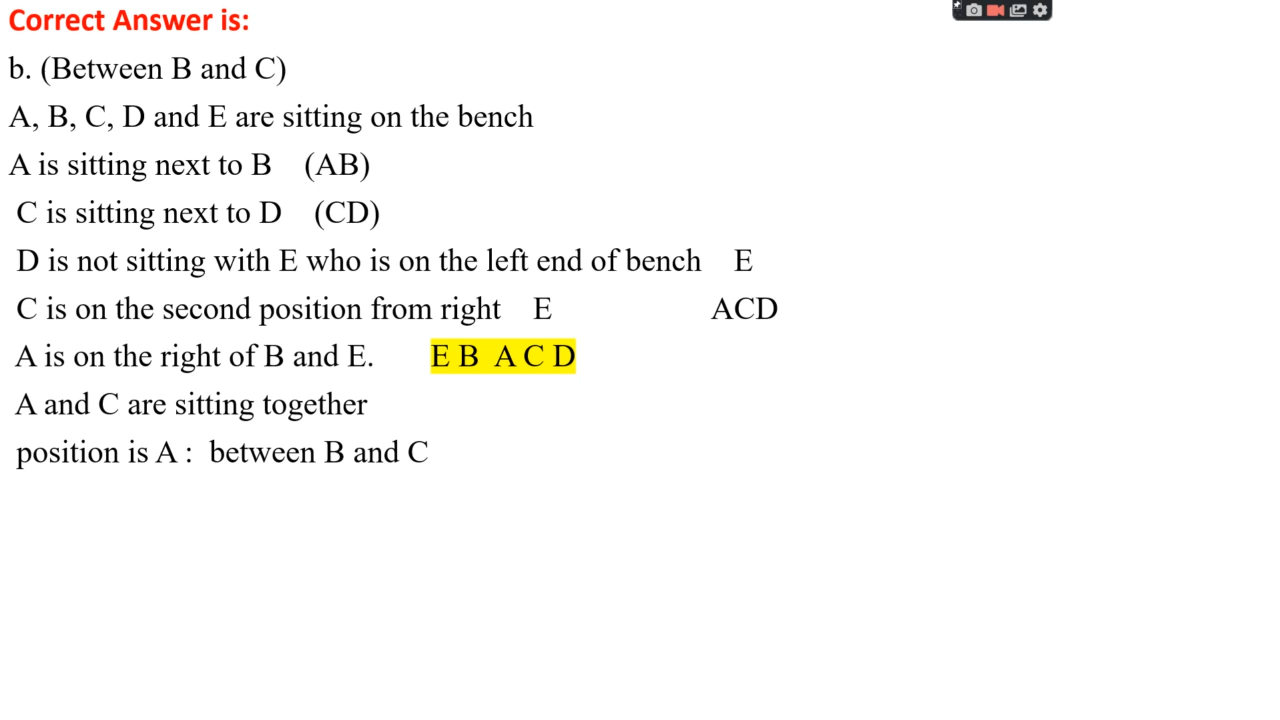 Correct Answer is:
b. (Between B and C)
A, B, C, D and E are sitting on the bench
A is sitting next to B (AB)
C is sitting next to D (CD)
D is not sitting with E who is on the left end of bench E
C is on the second position from right E ACD
A is on the right of B and E. E B A C D
A and C are sitting together
position is A : between B and C